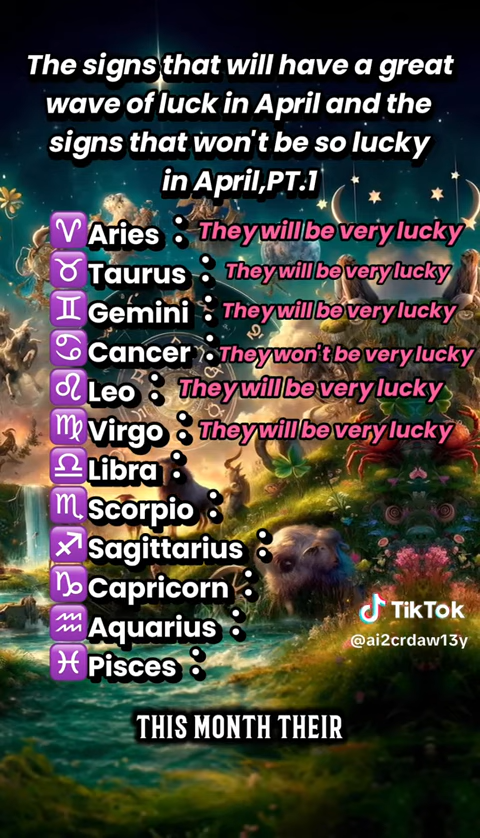 The signs that will have a great
wave of luck in April and the
signs that won't be so lucky
in April,PT.1
♈Aries : They will be very lucky
♉Taurus : They will be very lucky
♊Gemini : They will be very lucky
♋Cancer : They won't be very lucky
♌Leo : They will be very lucky
♍Virgo : They will be very lucky
♎Libra :
♏Scorpio :
♐Sagittarius :
♑Capricorn :
♒Aquarius :
♓Pisces :
TikTok
@ai2crdaw13y
THIS MONTH THEIR